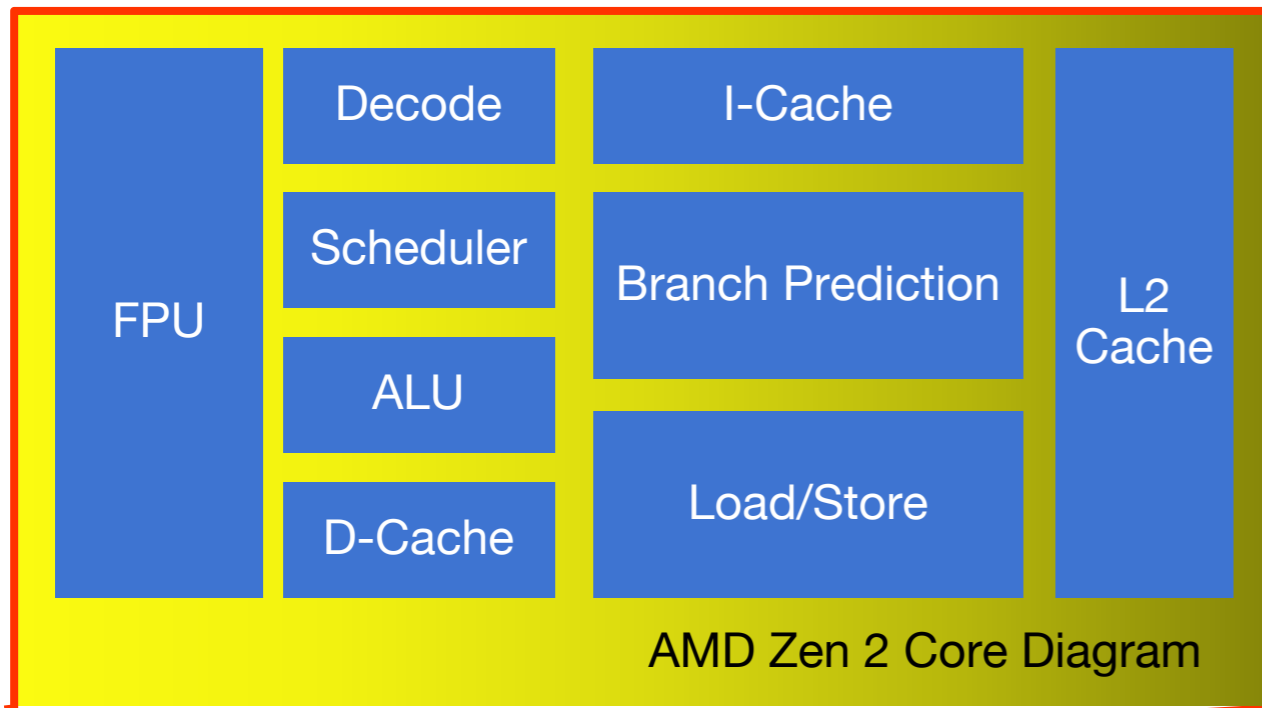 FPU
Decode
Scheduler
ALU
D-Cache
I-Cache
Branch Prediction
Load/Store
L2
Cache
AMD Zen 2 Core Diagram